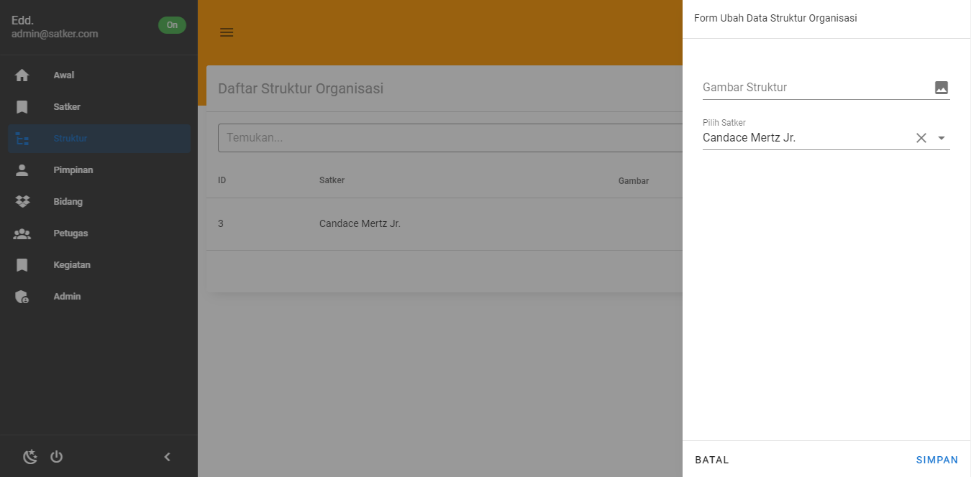 Edd.
admin@satker.com
On
Awal
Satker
Struktur
Pimpinan
Bidang
Petugas
Kegiatan
Admin
Daftar Struktur Organisasi
Temukan...
ID Satker Gambar
3 Candace Mertz Jr.
Form Ubah Data Struktur Organisasi
Gambar Struktur
Pilih Satker
Candace Mertz Jr.
BATAL SIMPAN